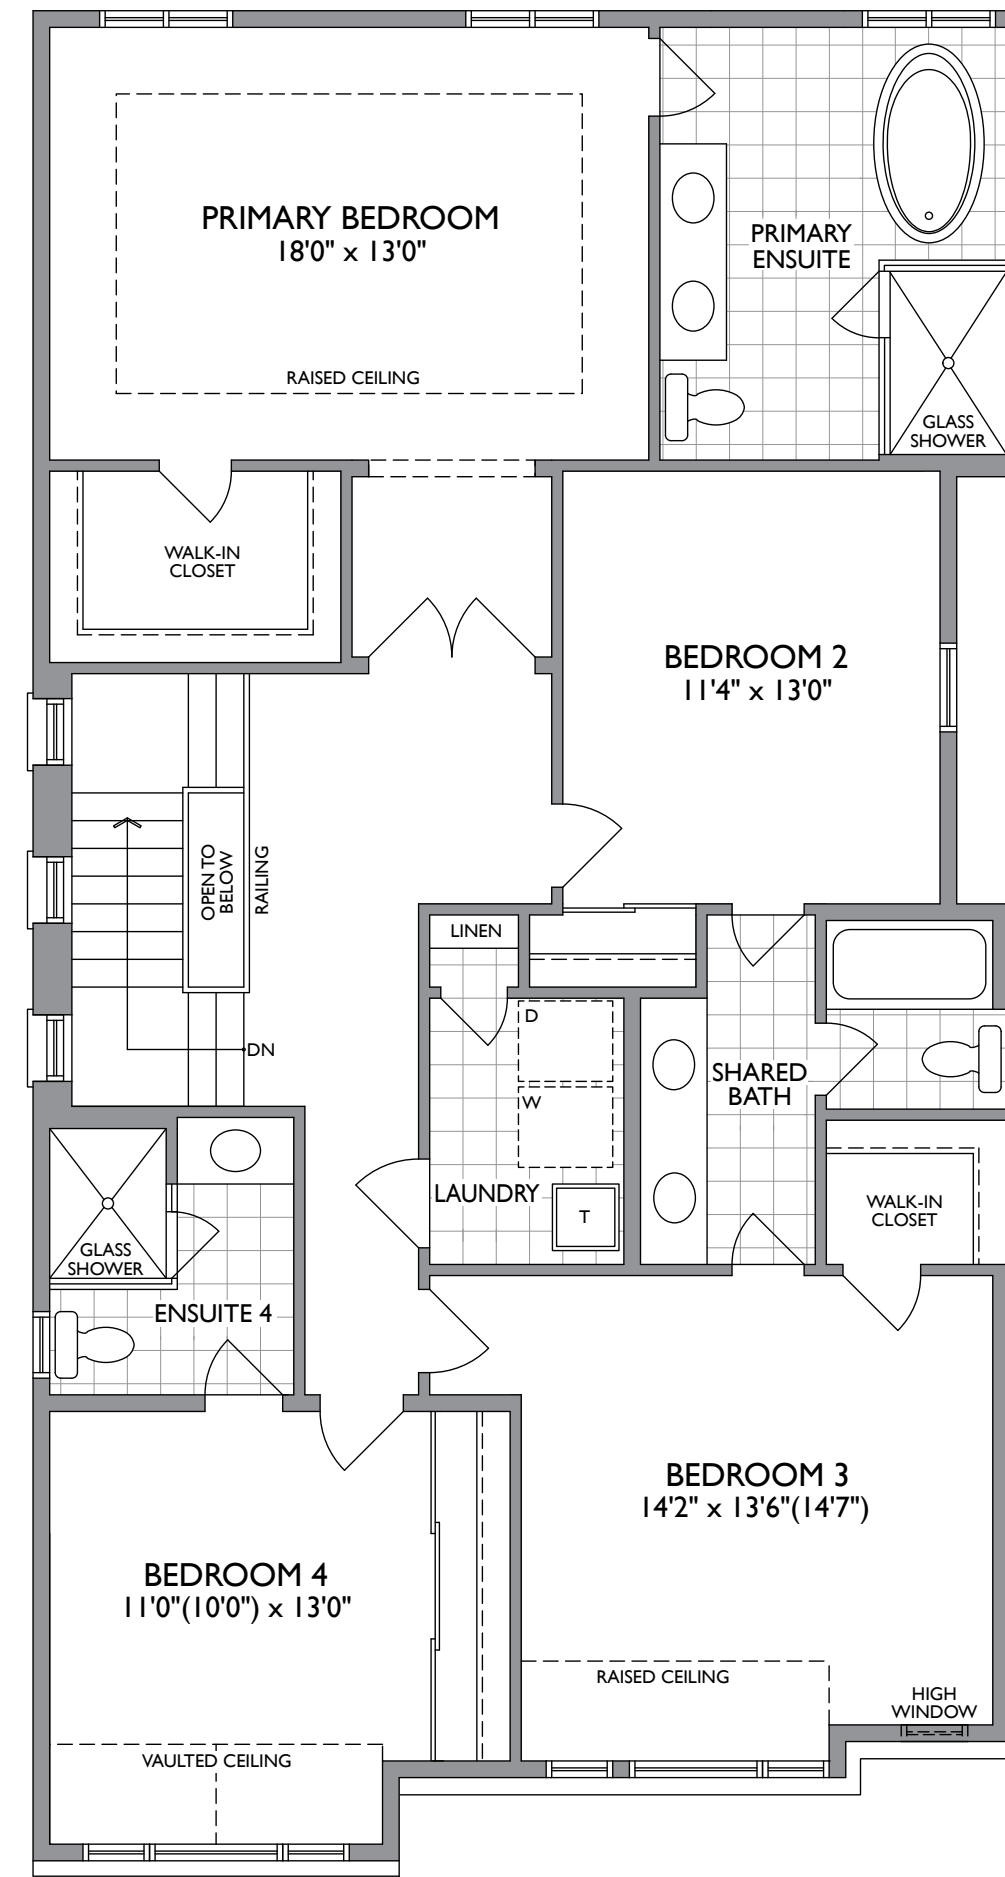 PRIMARY BEDROOM
18'0" x 13'0"
RAISED CEILING
PRIMARY
ENSUITE
GLASS
SHOWER
WALK-IN
CLOSET
BEDROOM 2
11'4" x 13'0"
OPEN TO
BELOW
RAILING
LINEN
D
W
DN
SHARED
BATH
LAUNDRY
T
WALK-IN
CLOSET
GLASS
SHOWER
ENSUITE 4
BEDROOM 3
14'2" x 13'6"(14'7")
BEDROOM 4
11'0"(10'0") x 13'0"
RAISED CEILING
HIGH
WINDOW
VAULTED CEILING